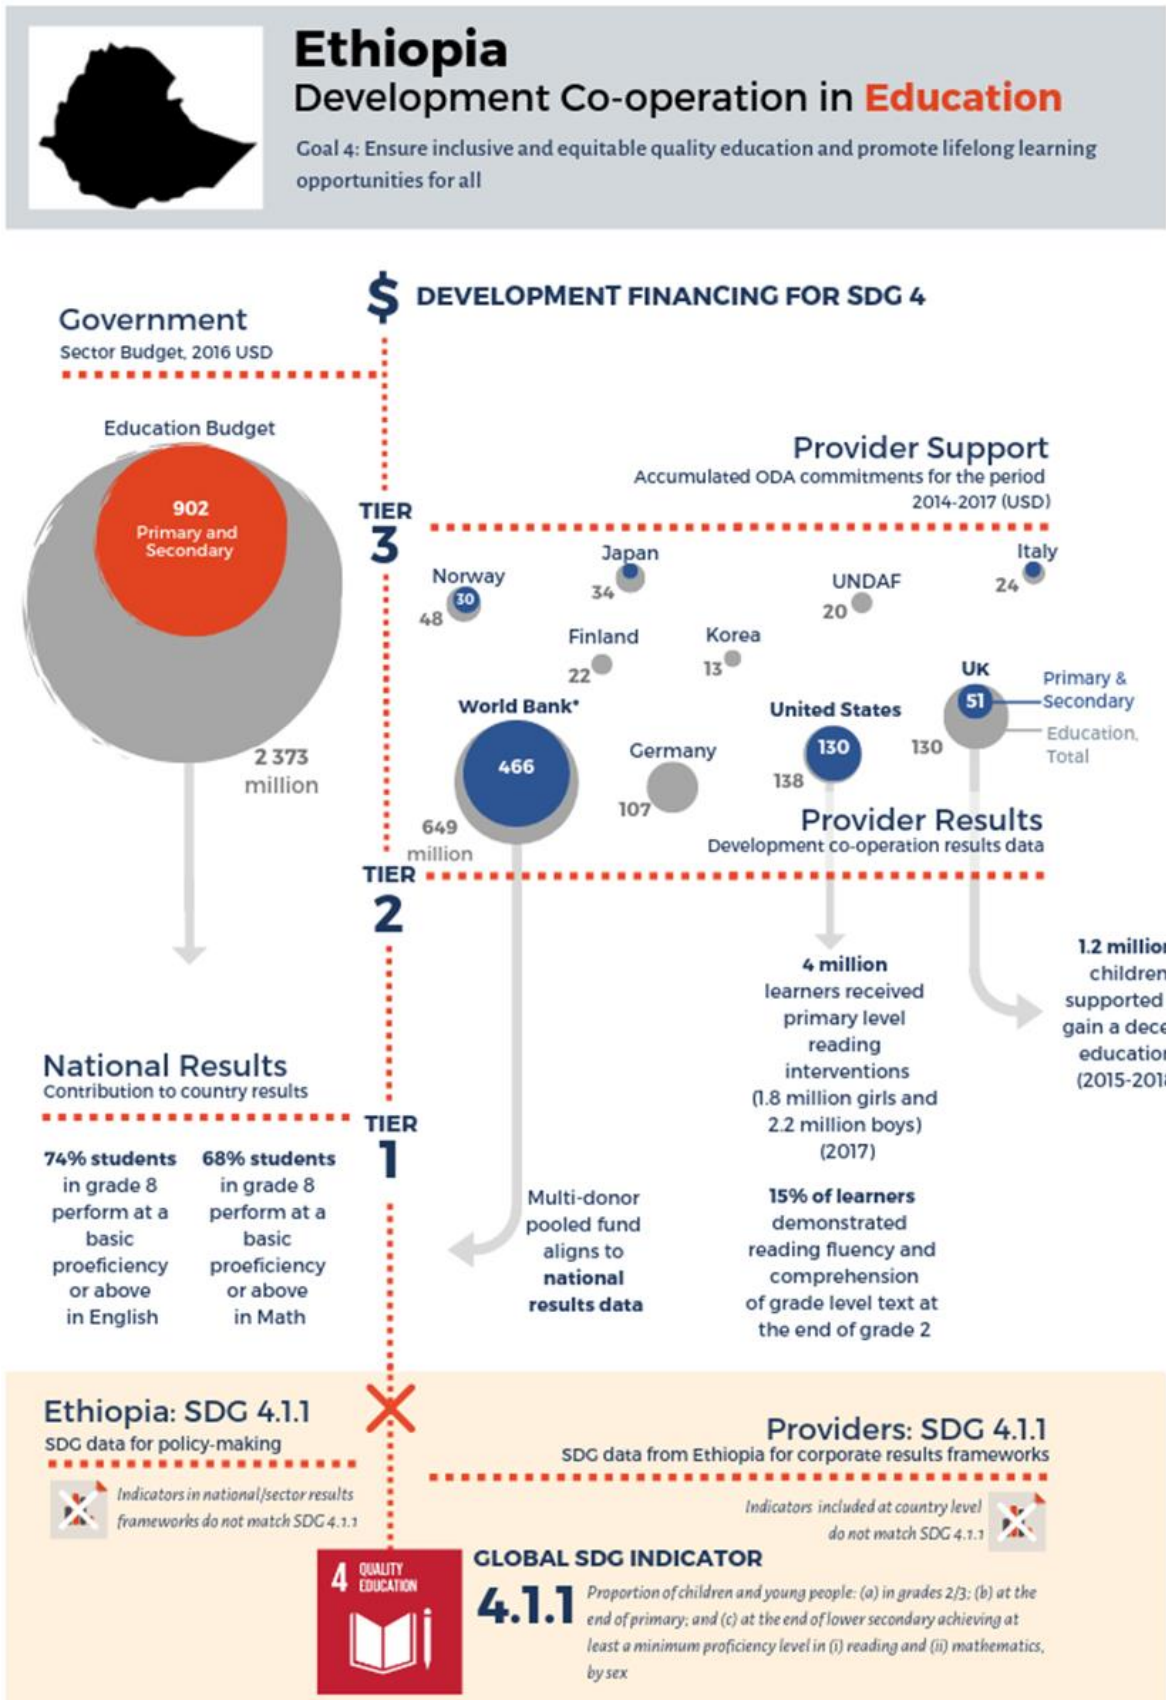 Ethiopia
Development Co-operation in Education
Goal 4: Ensure inclusive and equitable quality education and promote lifelong learning
opportunities for all
$ DEVELOPMENT FINANCING FOR SDG 4
Government
Sector Budget, 2016 USD
Education Budget
902
Primary and
Secondary
2 373
million
Provider Support
Accumulated ODA commitments for the period
2014-2017 (USD)
TIER
3
Norway
30
48
Japan
34
UNDAF
20
Italy
24
Finland
22
Korea
13
World Bank*
466
649
million
Germany
107
United States
130
138
UK
51
130
Primary &
Secondary
Education,
Total
Provider Results
Development co-operation results data
TIER
2
4 million
learners received
primary level
reading
interventions
(1.8 million girls and
2.2 million boys)
(2017)
15% of learners
demonstrated
reading fluency and
comprehension
of grade level text at
the end of grade 2
1.2 million
children
supported
gain a dece
education
(2015-2018
National Results
Contribution to country results
TIER
1
74% students
in grade 8
perform at a
basic
proeficiency
or above
in English
68% students
in grade 8
perform at a
basic
proeficiency
or above
in Math
Multi-donor
pooled fund
aligns to
national
results data
Ethiopia: SDG 4.1.1
SDG data for policy-making
Indicators in national/sector results
frameworks do not match SDG 4.1.1
Providers: SDG 4.1.1
SDG data from Ethiopia for corporate results frameworks
Indicators included at country level
do not match SDG 4.1.1
4 QUALITY
EDUCATION
GLOBAL SDG INDICATOR
4.1.1
Proportion of children and young people: (a) in grades 2/3; (b) at the
end of primary; and (c) at the end of lower secondary achieving at
least a minimum proficiency level in (i) reading and (ii) mathematics,
by sex